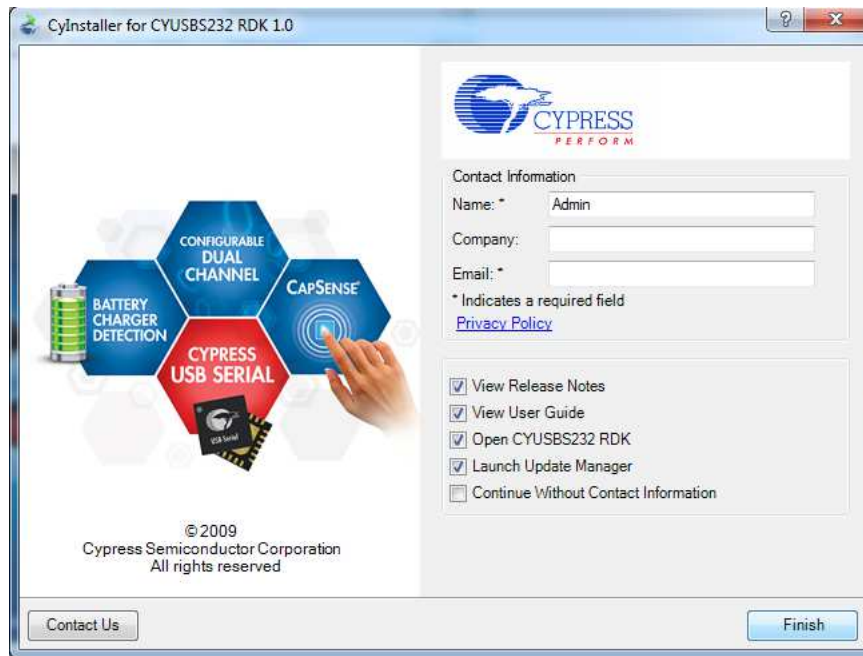 CyInstaller for CYUSBS232 RDK 1.0
CYPRESS
PERFORM
CONFIGURABLE
DUAL
CHANNEL
CAPSENSE®
BATTERY
CHARGER
DETECTION
CYPRESS
USB SERIAL
USB Serial
©2009
Cypress Semiconductor Corporation
All rights reserved
Contact Information
Name: * Admin
Company:
Email: *
* Indicates a required field
Privacy Policy
View Release Notes
View User Guide
Open CYUSBS232 RDK
Launch Update Manager
Continue Without Contact Information
Contact Us
Finish